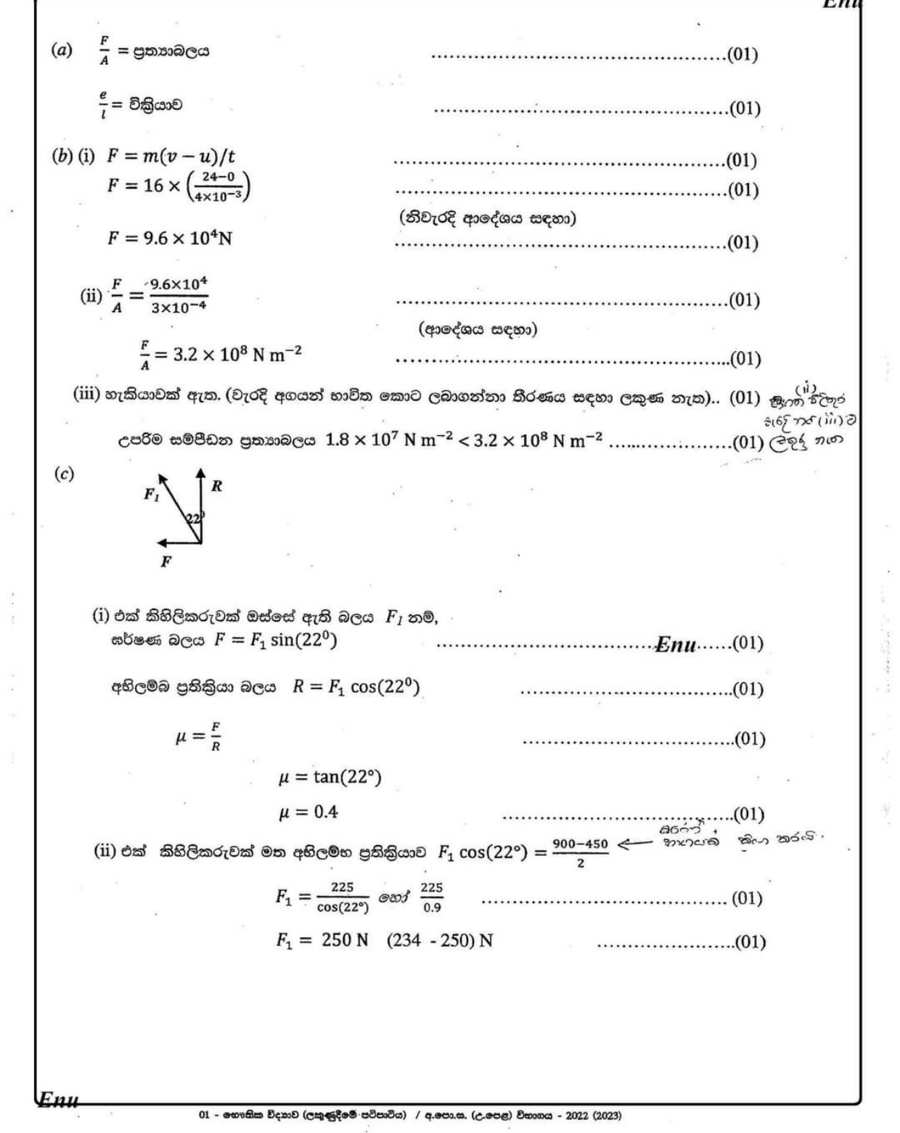 Enu
(a) F/A = ප්‍රත්‍යාබලය ......(01)
e/l = වික්‍රියාව ......(01)
(b) (i) F = m(v − u)/t ......(01)
F = 16 × (24−0/4×10⁻³) ......(01)
(නිවැරදි ආදේශය සඳහා)
F = 9.6 × 10⁴N ......(01)
(ii) F/A = 9.6×10⁴/3×10⁻⁴ ......(01)
(ආදේශය සඳහා)
F/A = 3.2 × 10⁸ N m⁻² ......(01)
(iii) හැකියාවක් ඇත. (වැරදි අගයන් භාවිත කොට ලබාගන්නා තීරණය සඳහා ලකුණ නැත).. (01) (ii)
(iii) ට
උපරිම සම්පීඩන ප්‍රත්‍යාබලය 1.8 × 10⁷ N m⁻² < 3.2 × 10⁸ N m⁻² ......(01) නැත
(c)
F₁ R
22⁰
F
(i) එක් කිහිලිකරුවක් ඔස්සේ ඇති බලය F₁ නම්,
ඝර්ෂණ බලය F = F₁ sin(22⁰) ......Enu......(01)
අභිලම්බ ප්‍රතික්‍රියා බලය R = F₁ cos(22⁰) ......(01)
μ = F/R ......(01)
μ = tan(22°)
μ = 0.4 ......(01)
(ii) එක් කිහිලිකරුවක් මත අභිලම්භ ප්‍රතික්‍රියාව F₁ cos(22°) = 900−450/2 ←
F₁ = 225/cos(22°) හෝ 225/0.9 ...... (01)
F₁ = 250 N (234 - 250) N ......(01)
Enu
01 - භෞතික විද්‍යාව (ලකුණුදීමේ පටිපාටිය) / අ.පො.ස. (උ.පෙළ) විභාගය - 2022 (2023)